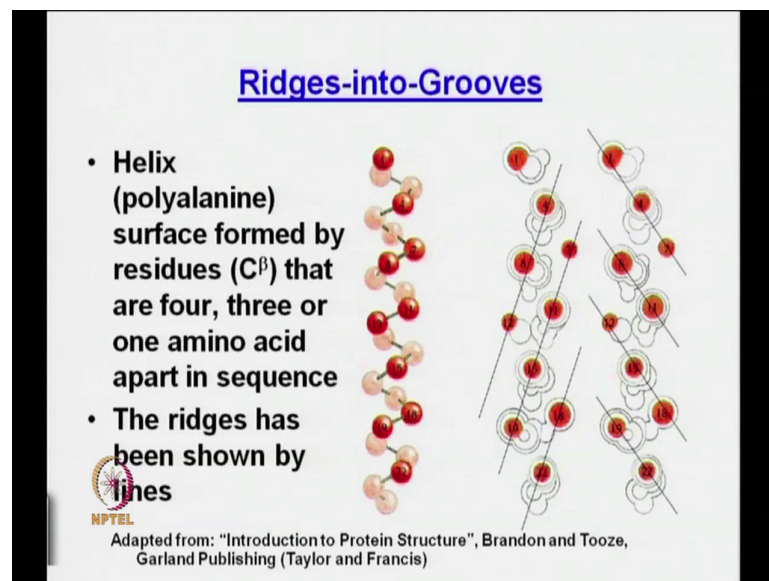 Ridges-into-Grooves
• Helix
(polyalanine)
surface formed by
residues (Cβ) that
are four, three or
one amino acid
apart in sequence
• The ridges has
been shown by
lines
NPTEL
Adapted from: “Introduction to Protein Structure”, Brandon and Tooze,
Garland Publishing (Taylor and Francis)